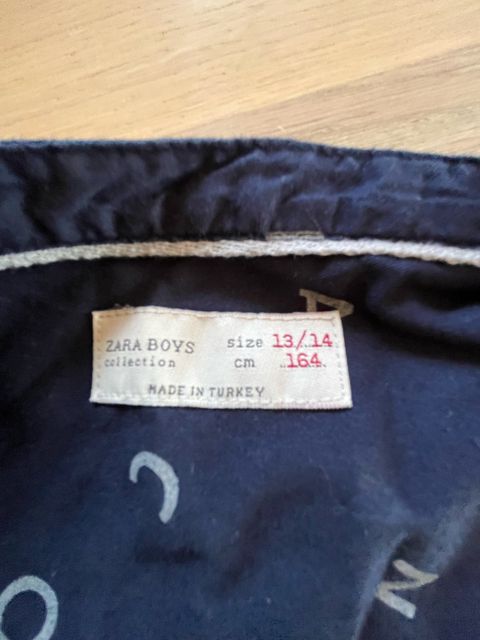 ZARA BOYS size 13/14
collection cm 164
MADE IN TURKEY